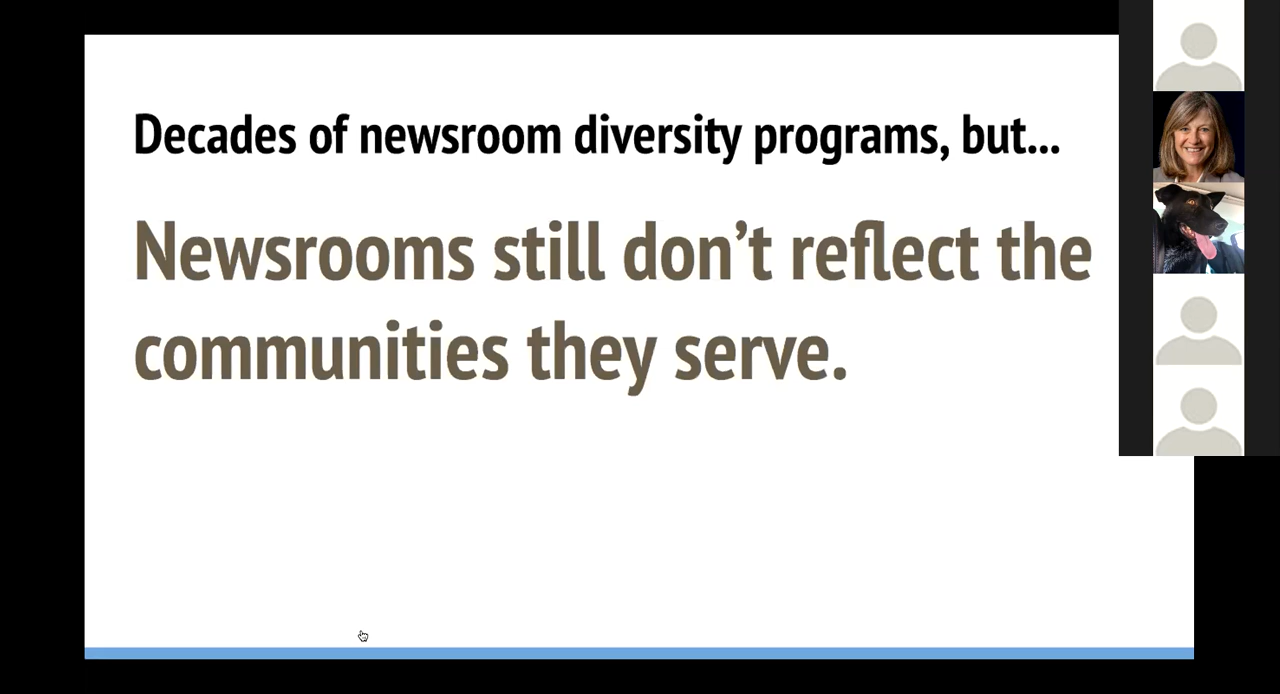 Decades of newsroom diversity programs, but...
Newsrooms still don’t reflect the
communities they serve.